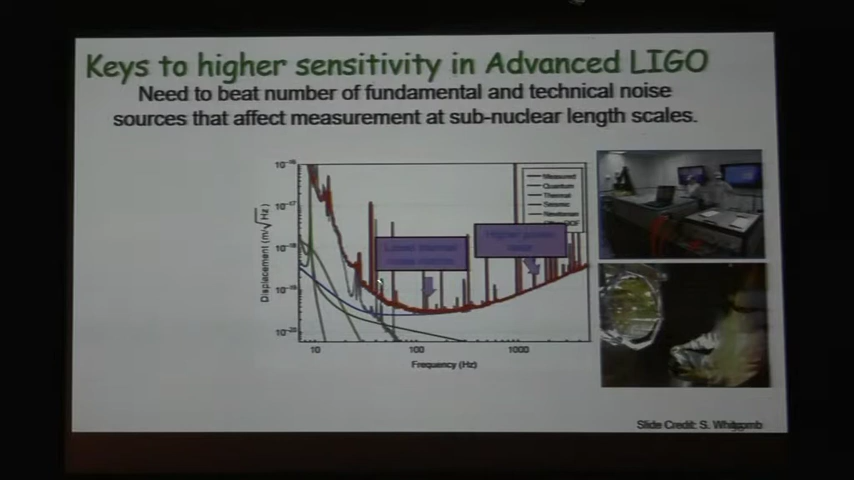 Keys to higher sensitivity in Advanced LIGO
Need to beat number of fundamental and technical noise
sources that affect measurement at sub-nuclear length scales.
Measured
Quantum
Thermal
Seismic
Newtonian
Displacement (m/√Hz)
10
100
1000
Frequency (Hz)
Slide Credit: S. Whitcomb